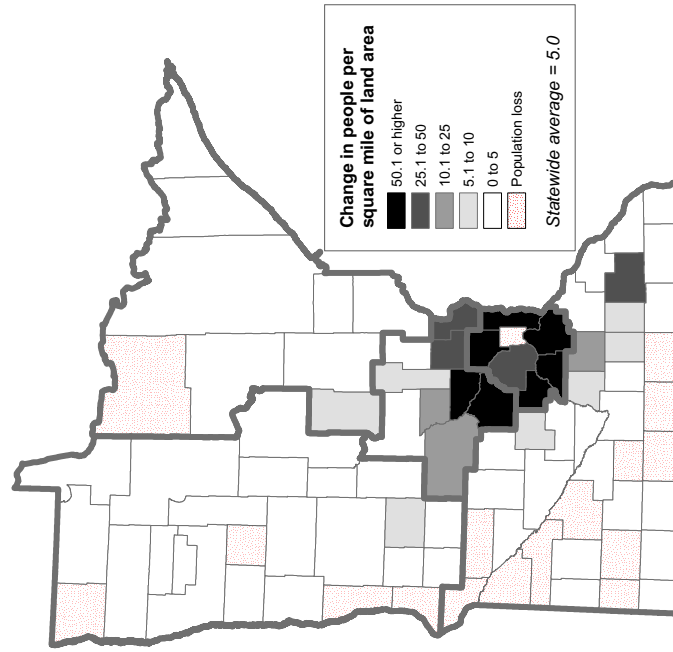 Change in people per
square mile of land area
50.1 or higher
25.1 to 50
10.1 to 25
5.1 to 10
0 to 5
Population loss
Statewide average = 5.0